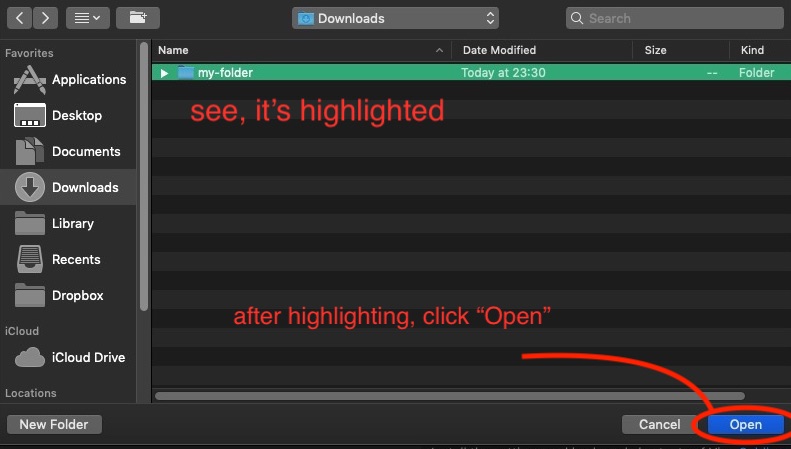 Downloads
Search
Favorites
Name
Date Modified
Size
Kind
Applications
my-folder
Today at 23:30
--
Folder
see, it's highlighted
Desktop
Documents
Downloads
Library
Recents
Dropbox
after highlighting, click “Open”
iCloud
iCloud Drive
Locations
New Folder
Cancel
Open